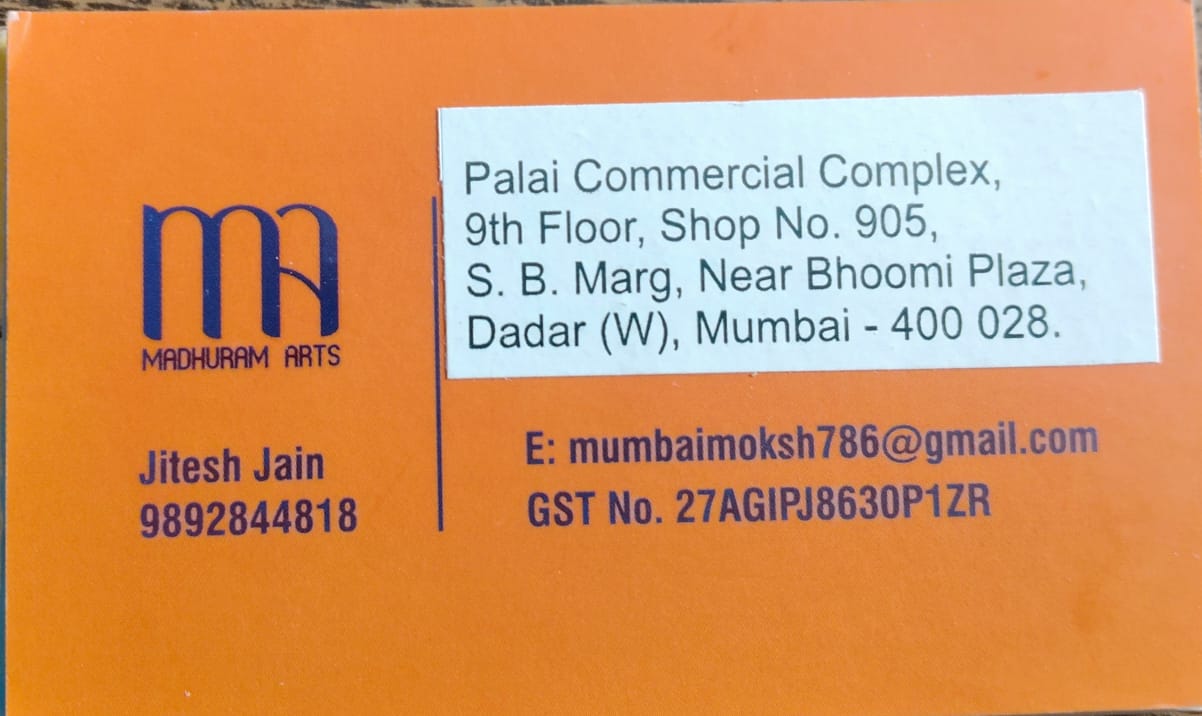 mA
MADHURAM ARTS
Jitesh Jain
9892844818
Palai Commercial Complex,
9th Floor, Shop No. 905,
S. B. Marg, Near Bhoomi Plaza,
Dadar (W), Mumbai - 400 028.
E: mumbaimoksh786@gmail.com
GST No. 27AGIPJ8630P1ZR